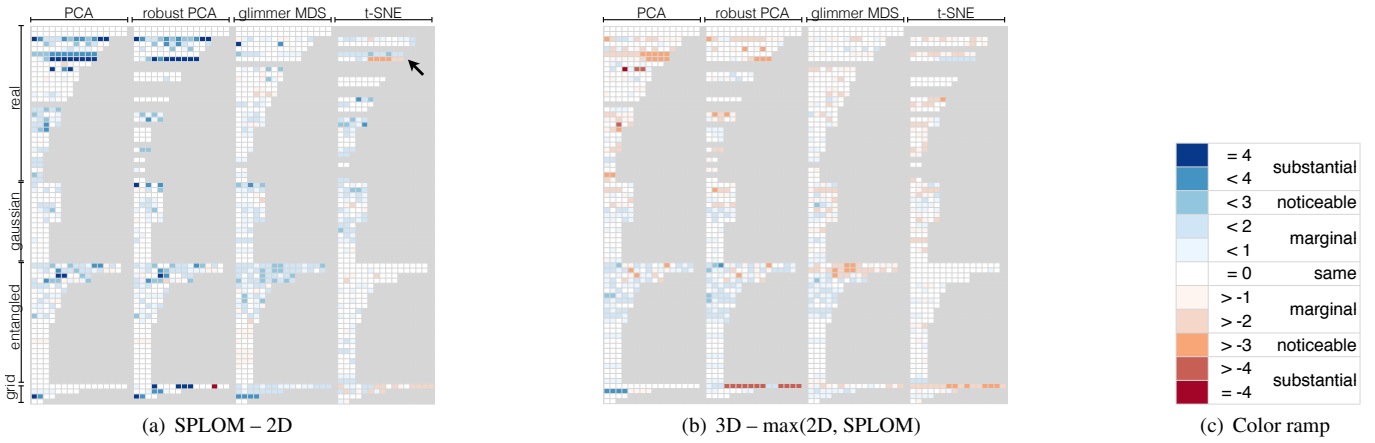 PCA robust PCA glimmer MDS t-SNE
real
gaussian
entangled
grid
(a) SPLOM – 2D
PCA robust PCA glimmer MDS t-SNE
(b) 3D – max(2D, SPLOM)
= 4
substantial
< 4
< 3 noticeable
< 2
marginal
< 1
= 0 same
> -1
marginal
> -2
> -3 noticeable
> -4
substantial
= -4
(c) Color ramp